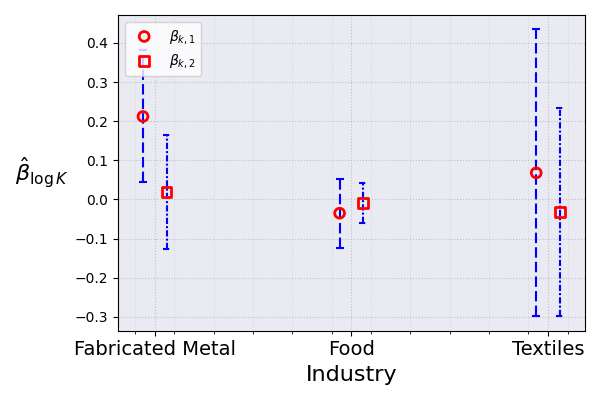 β_{k,1}
β_{k,2}
0.4
0.3
0.2
0.1
0.0
−0.1
−0.2
−0.3
β̂_{log K}
Fabricated Metal Food Textiles
Industry